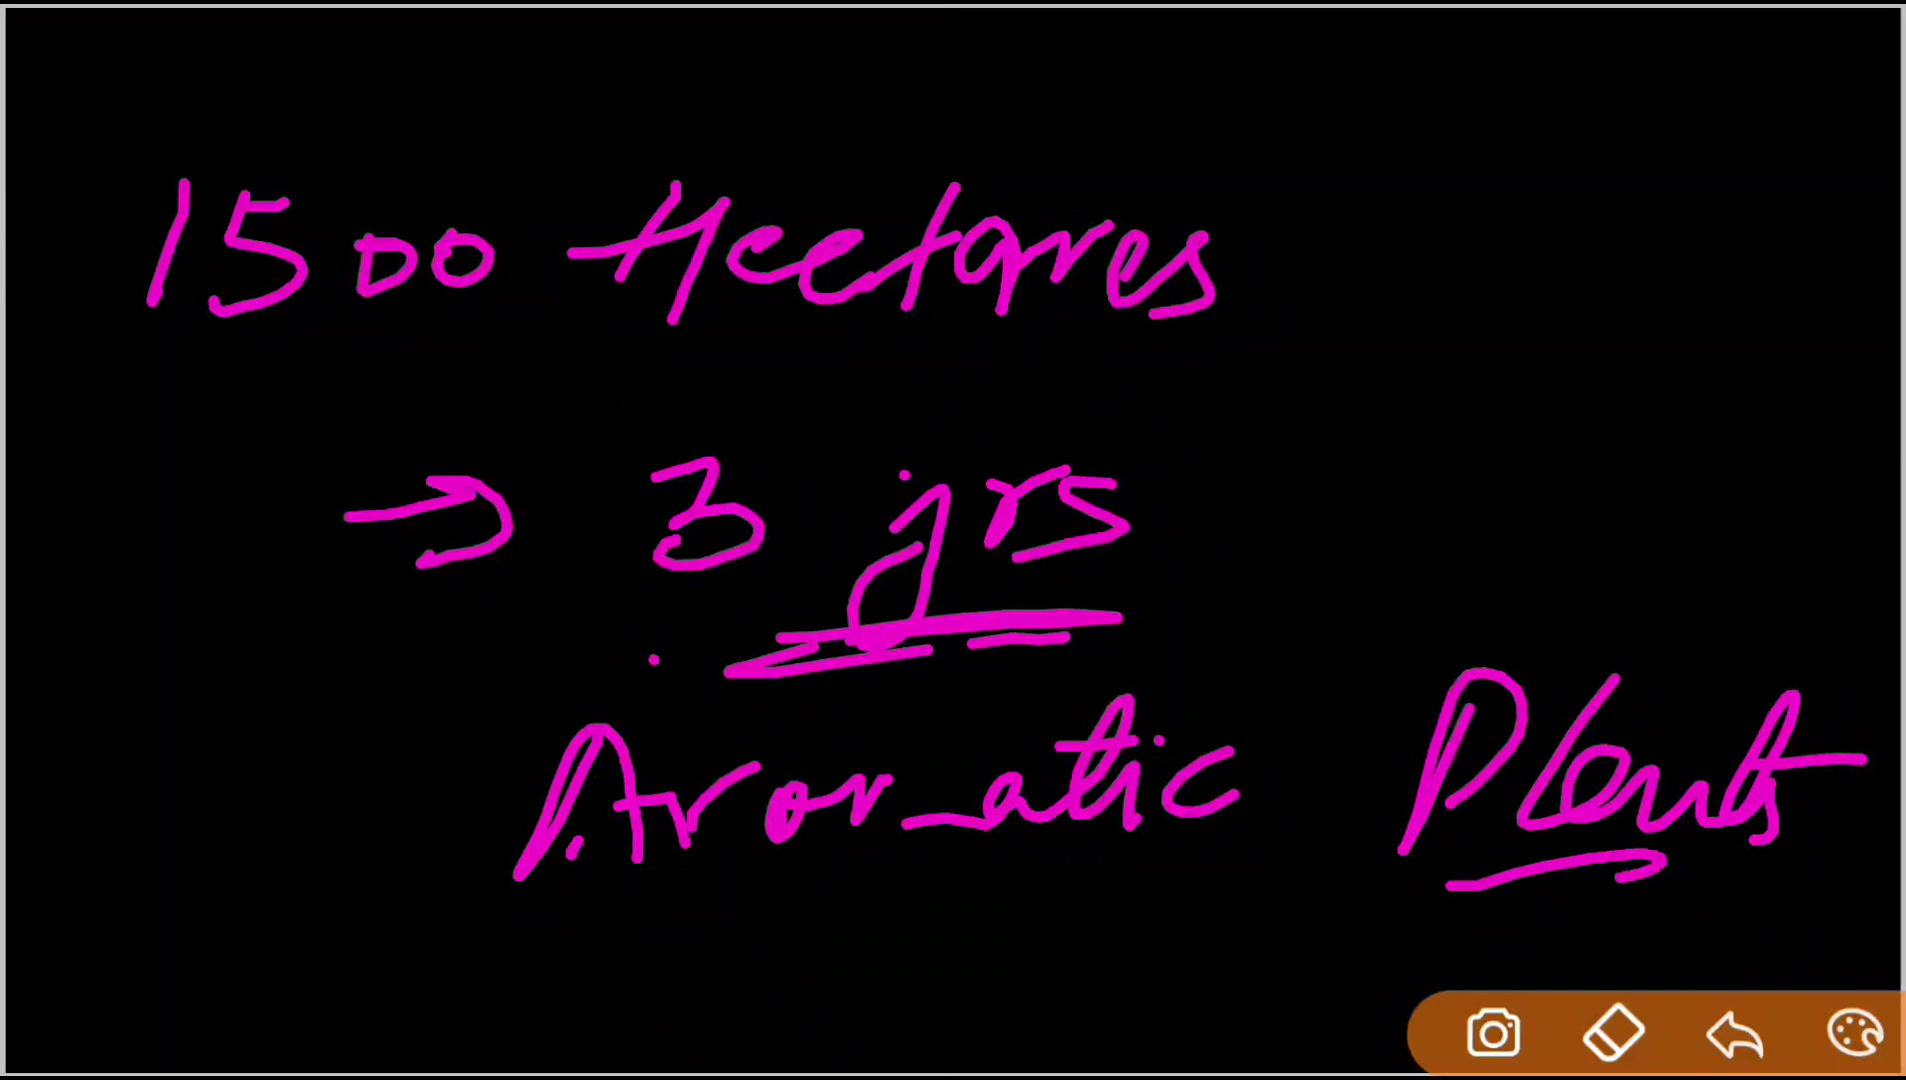 1500 Hectares
→ 3 yrs
Aromatic Plants